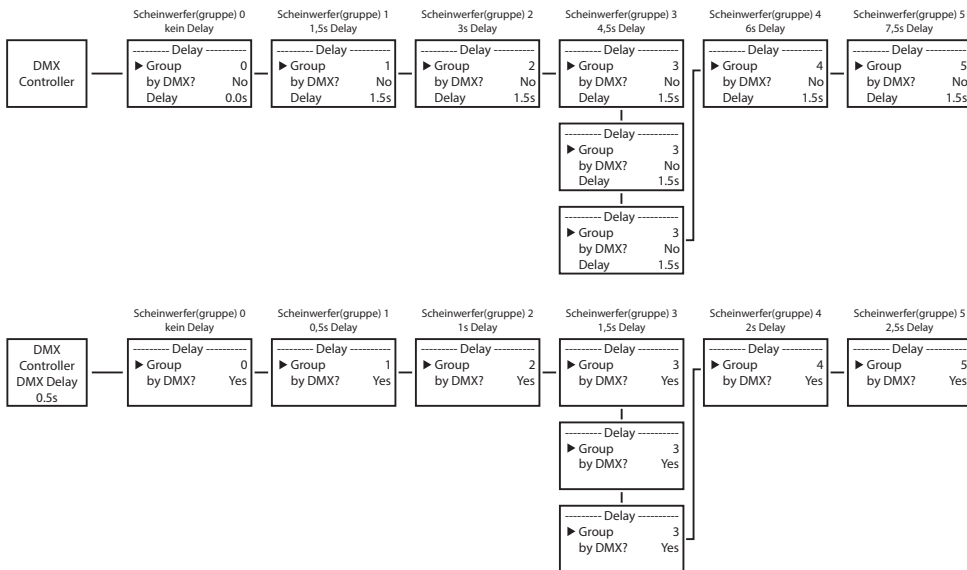 Scheinwerfer(gruppe) 0
kein Delay
Scheinwerfer(gruppe) 1
1,5s Delay
Scheinwerfer(gruppe) 2
3s Delay
Scheinwerfer(gruppe) 3
4,5s Delay
Scheinwerfer(gruppe) 4
6s Delay
Scheinwerfer(gruppe) 5
7,5s Delay
DMX
Controller
--------- Delay ----------
▶ Group 0
by DMX? No
Delay 0.0s
--------- Delay ----------
▶ Group 1
by DMX? No
Delay 1.5s
--------- Delay ----------
▶ Group 2
by DMX? No
Delay 1.5s
--------- Delay ----------
▶ Group 3
by DMX? No
Delay 1.5s
--------- Delay ----------
▶ Group 3
by DMX? No
Delay 1.5s
--------- Delay ----------
▶ Group 3
by DMX? No
Delay 1.5s
--------- Delay ----------
▶ Group 4
by DMX? No
Delay 1.5s
--------- Delay ----------
▶ Group 5
by DMX? No
Delay 1.5s
Scheinwerfer(gruppe) 0
kein Delay
Scheinwerfer(gruppe) 1
0,5s Delay
Scheinwerfer(gruppe) 2
1s Delay
Scheinwerfer(gruppe) 3
1,5s Delay
Scheinwerfer(gruppe) 4
2s Delay
Scheinwerfer(gruppe) 5
2,5s Delay
DMX
Controller
DMX Delay
0.5s
--------- Delay ----------
▶ Group 0
by DMX? Yes
--------- Delay ----------
▶ Group 1
by DMX? Yes
--------- Delay ----------
▶ Group 2
by DMX? Yes
--------- Delay ----------
▶ Group 3
by DMX? Yes
--------- Delay ----------
▶ Group 3
by DMX? Yes
--------- Delay ----------
▶ Group 3
by DMX? Yes
--------- Delay ----------
▶ Group 4
by DMX? Yes
--------- Delay ----------
▶ Group 5
by DMX? Yes